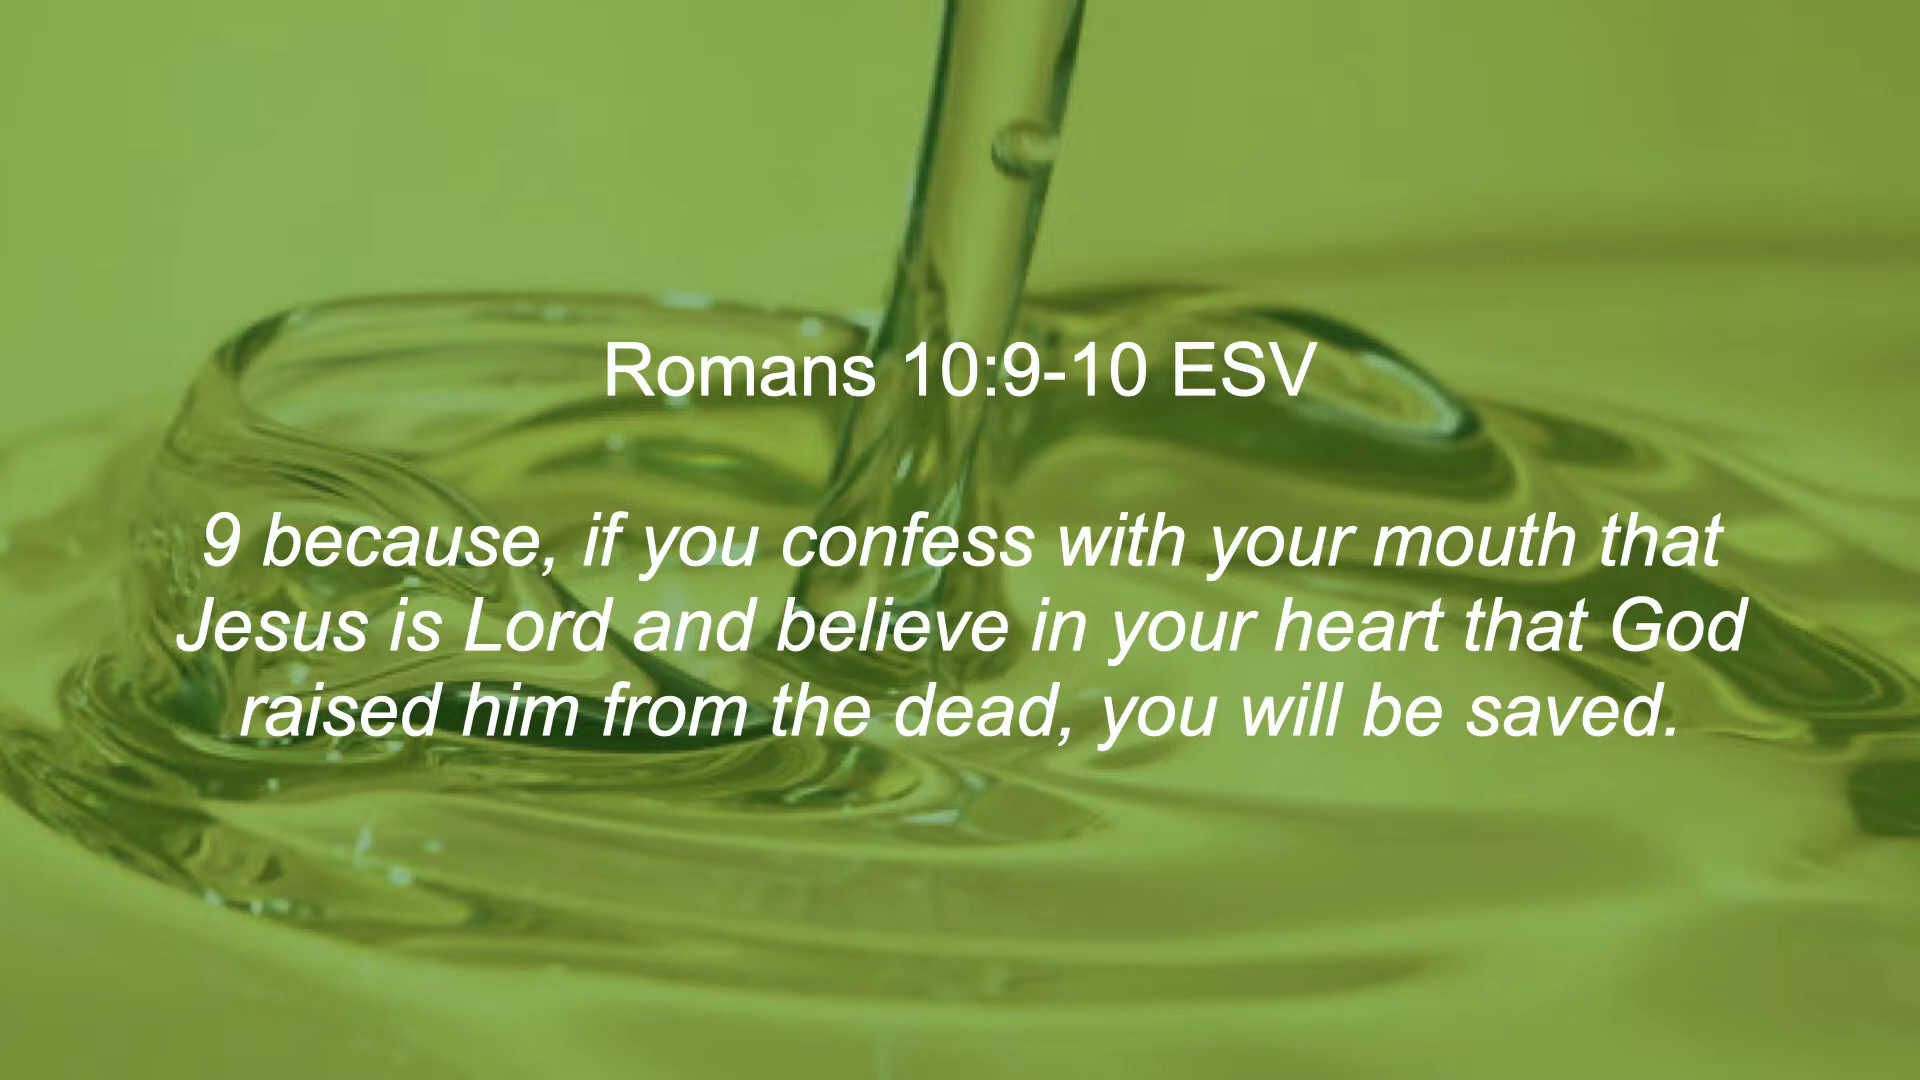 Romans 10:9-10 ESV
9 because, if you confess with your mouth that
Jesus is Lord and believe in your heart that God
raised him from the dead, you will be saved.